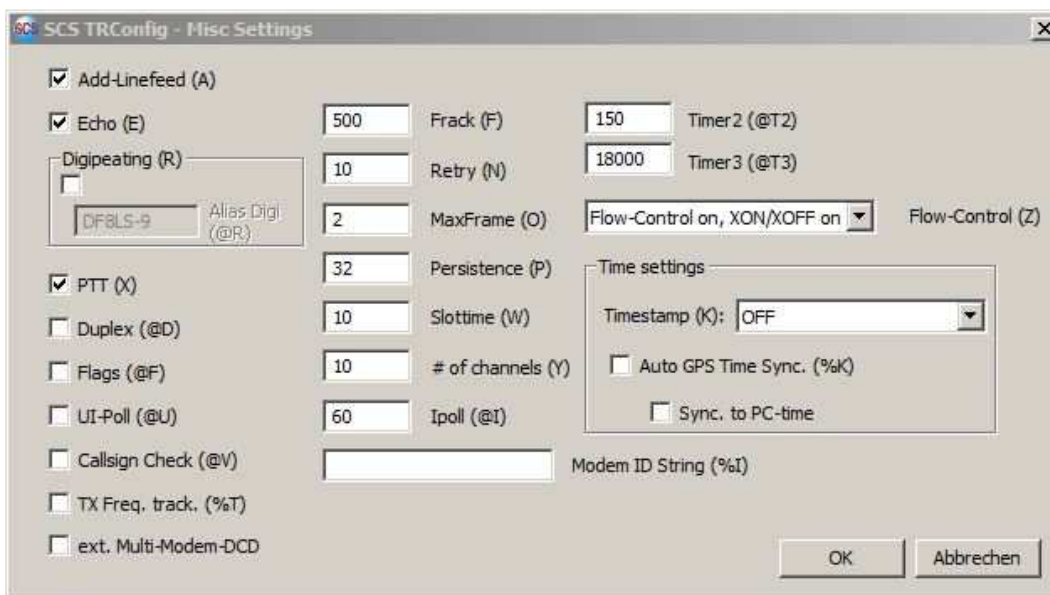 SCS TRConfig - Misc Settings
Add-Linefeed (A)
Echo (E)
Digipeating (R)
DF8LS-9
Alias Digi
(@R)
PTT (X)
Duplex (@D)
Flags (@F)
UI-Poll (@U)
Callsign Check (@V)
TX Freq. track. (%T)
ext. Multi-Modem-DCD
500 Frack (F)
10 Retry (N)
2 MaxFrame (O)
32 Persistence (P)
10 Slottime (W)
10 # of channels (Y)
60 Ipoll (@I)
Modem ID String (%I)
150 Timer2 (@T2)
18000 Timer3 (@T3)
Flow-Control on, XON/XOFF on Flow-Control (Z)
Time settings
Timestamp (K): OFF
Auto GPS Time Sync. (%K)
Sync. to PC-time
OK
Abbrechen